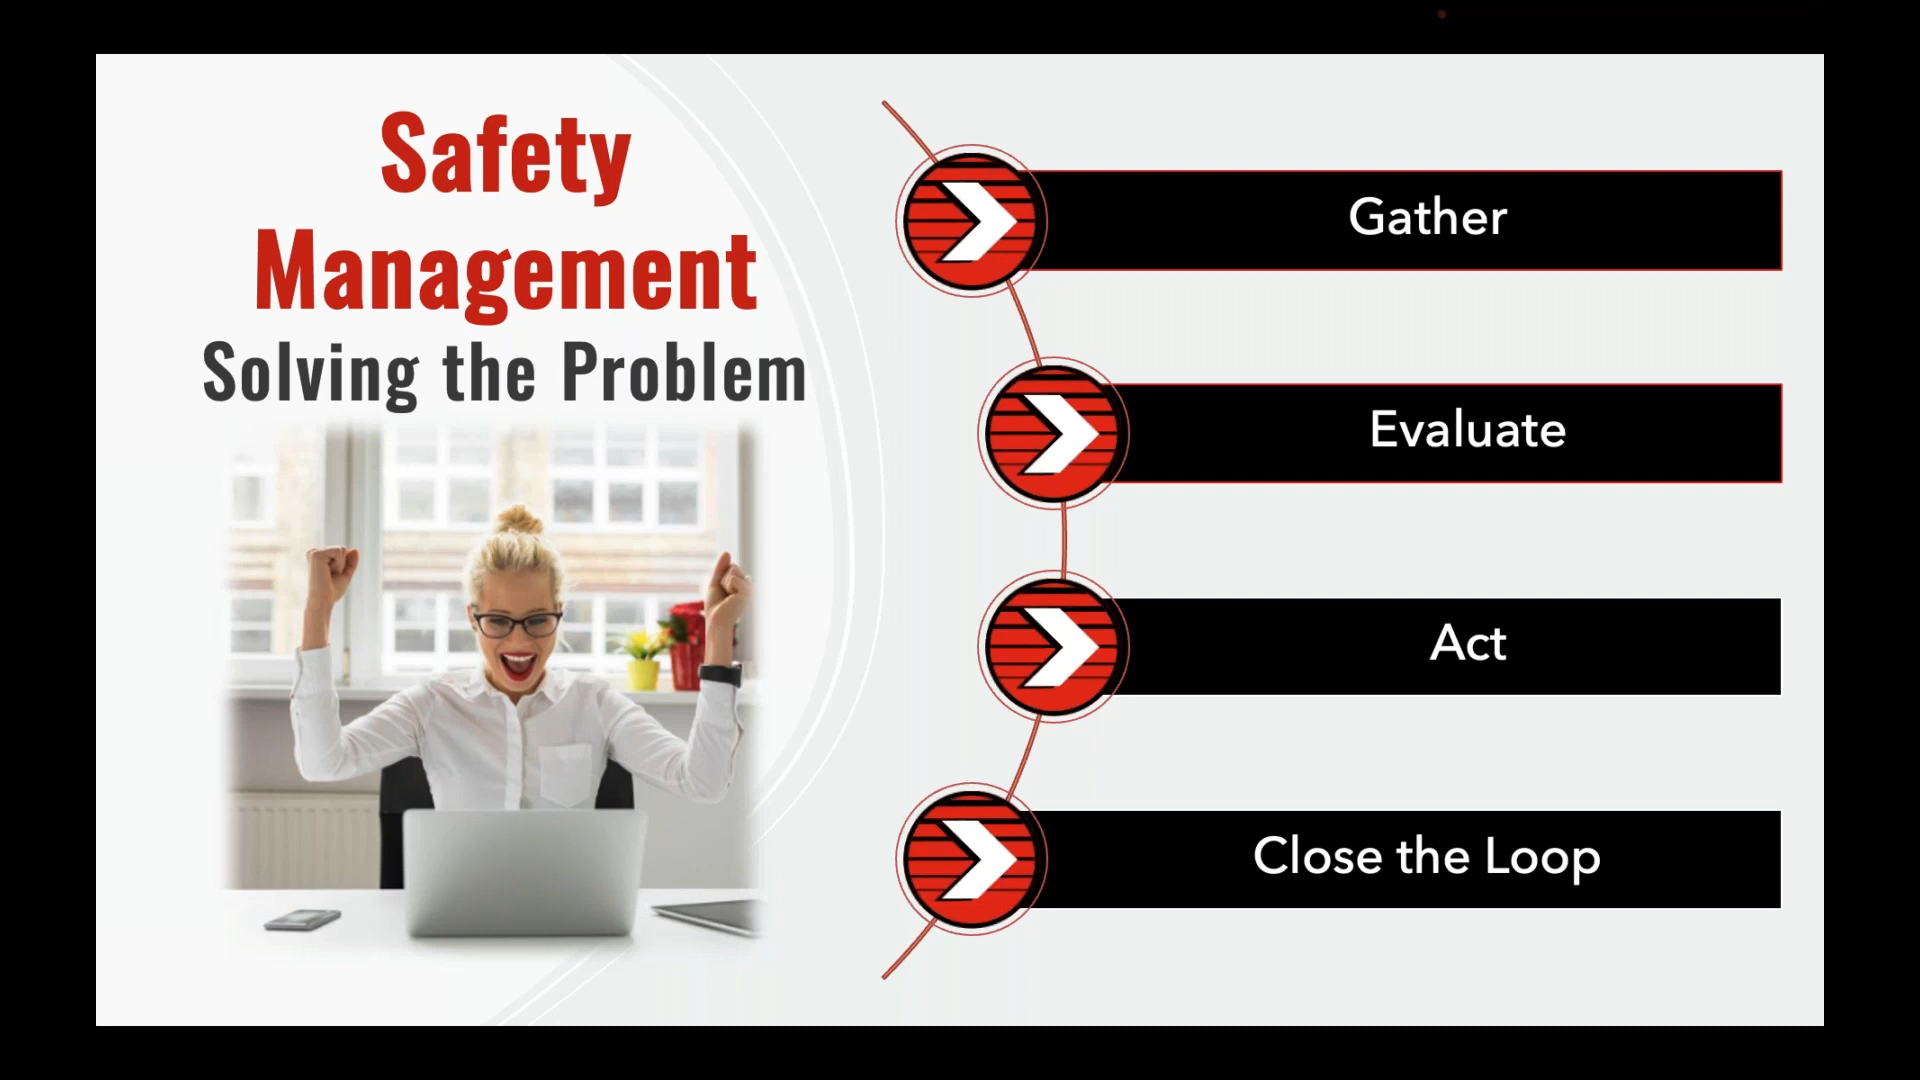 Safety
Management
Solving the Problem
Gather
Evaluate
Act
Close the Loop